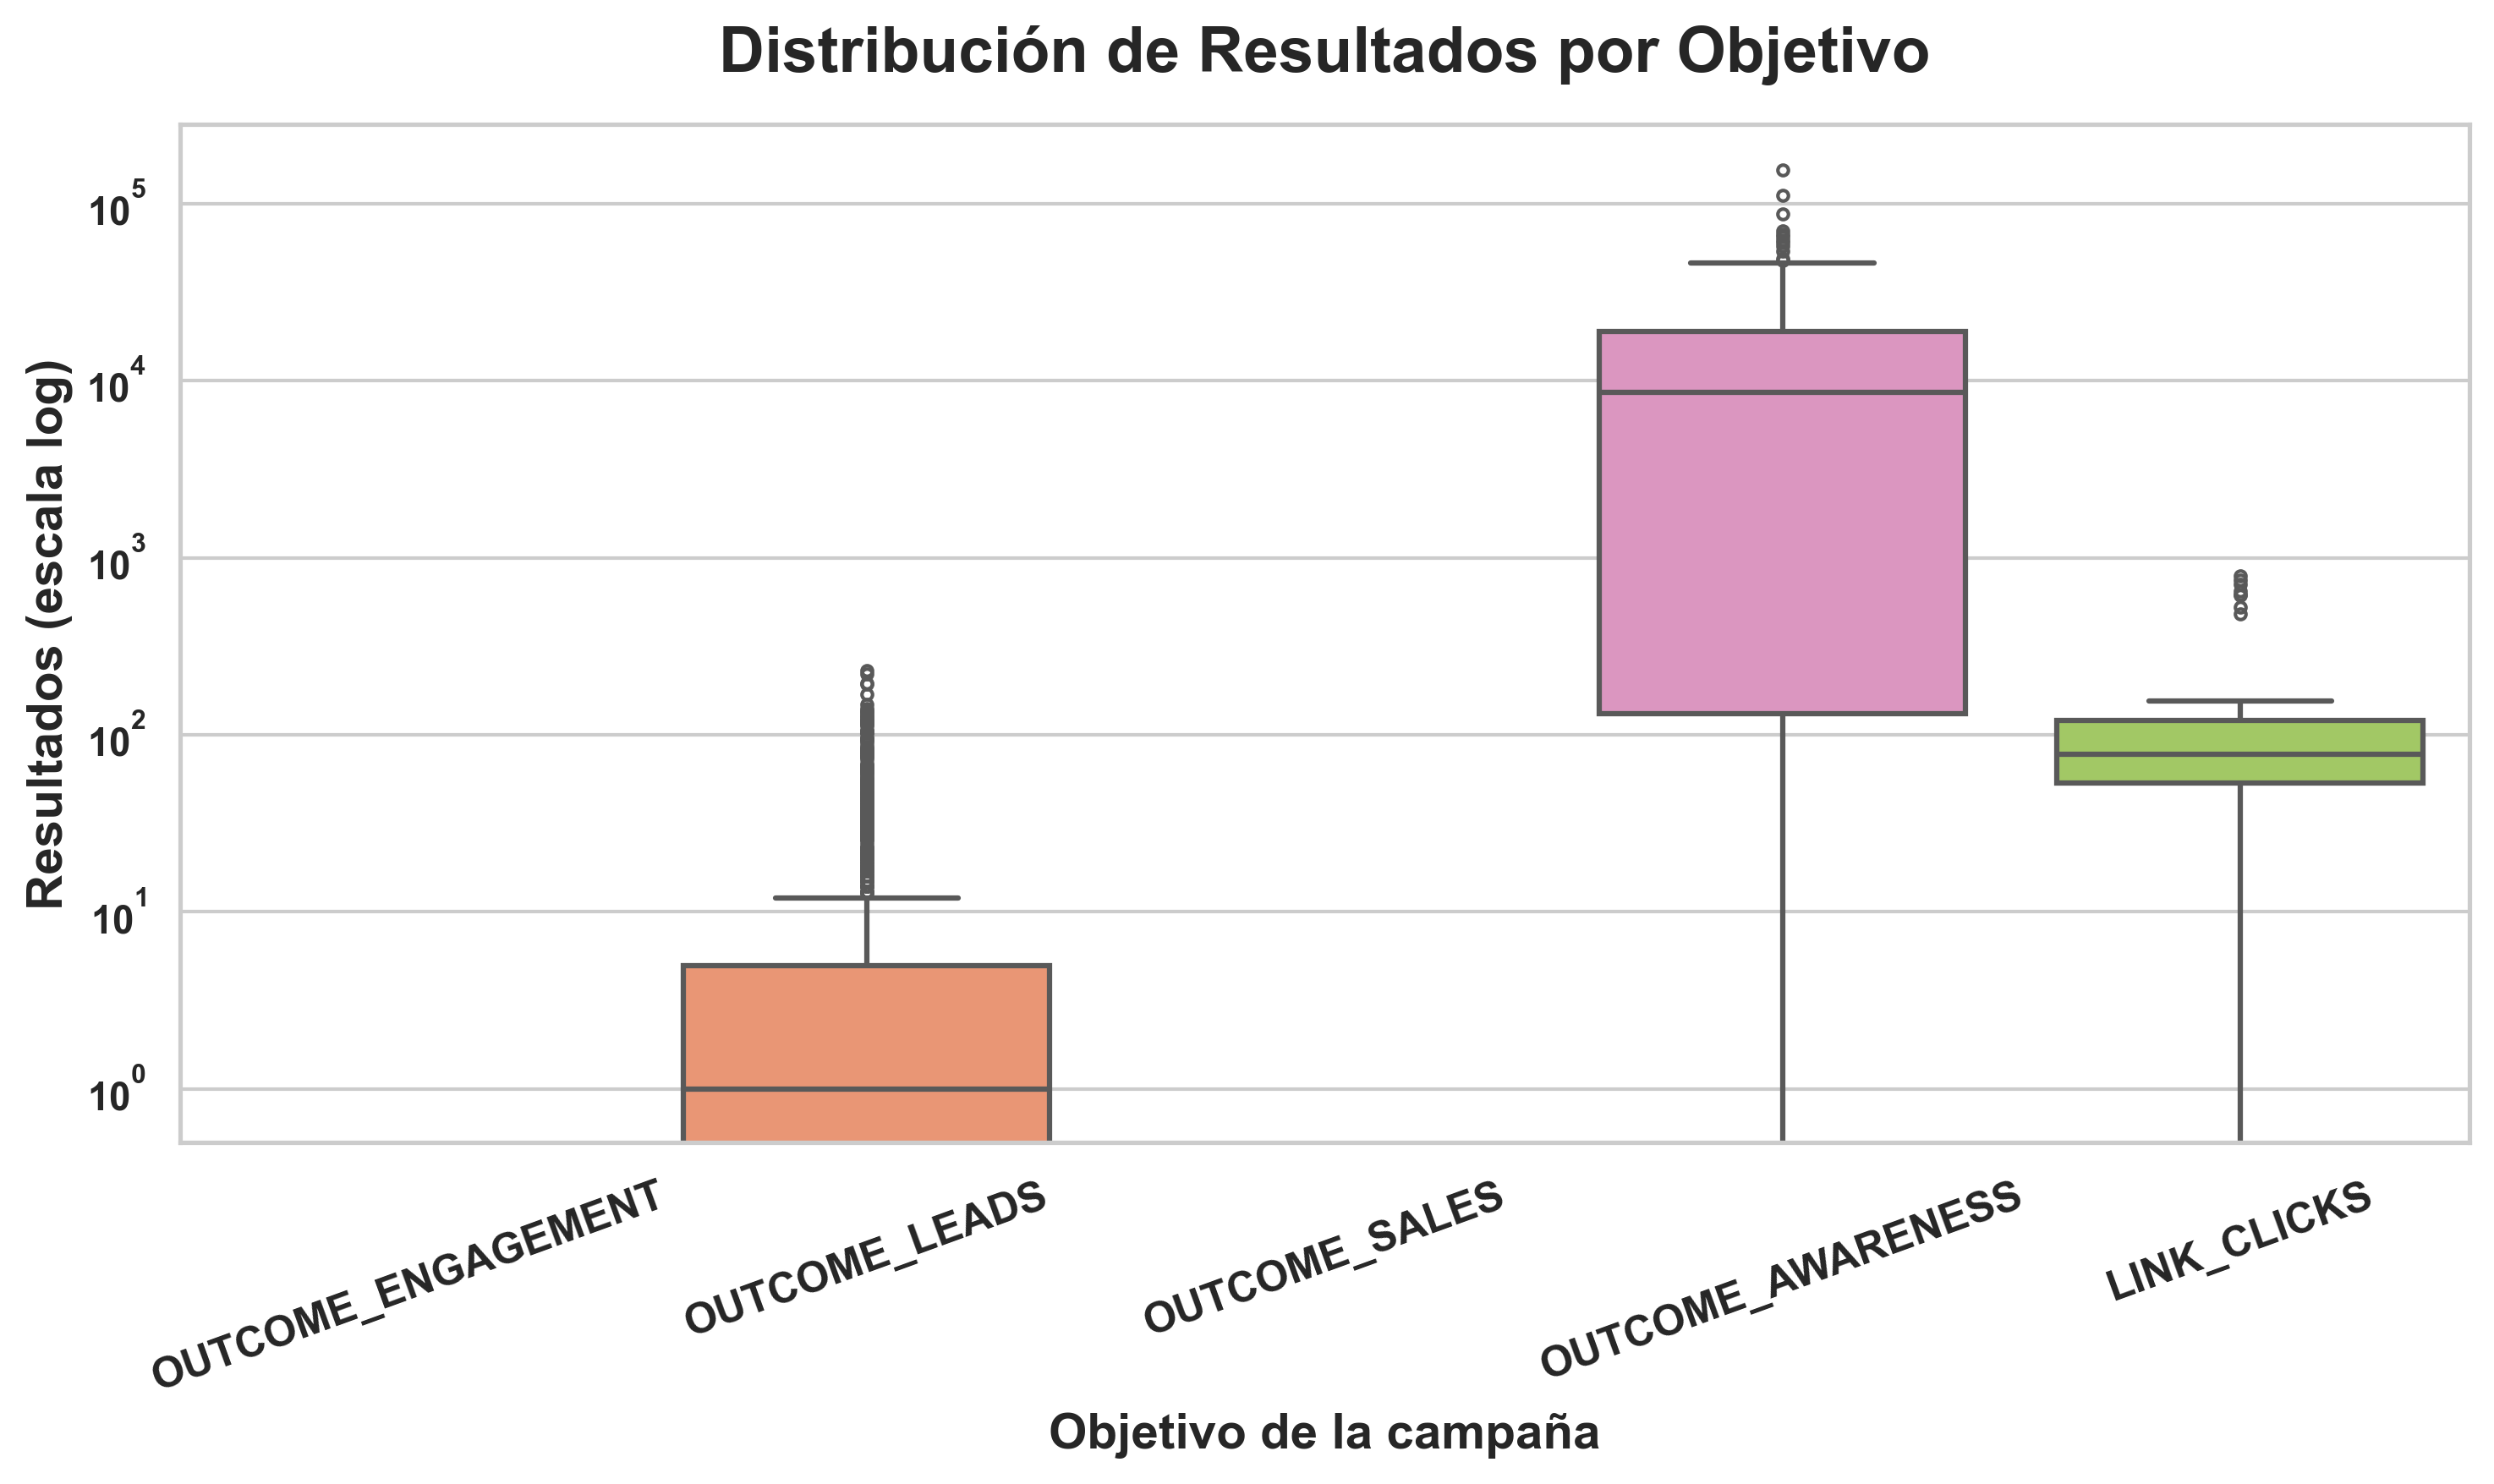 Distribución de Resultados por Objetivo
Resultados (escala log)
10^5
10^4
10^3
10^2
10^1
10^0
OUTCOME_ENGAGEMENT
OUTCOME_LEADS
OUTCOME_SALES
OUTCOME_AWARENESS
LINK_CLICKS
Objetivo de la campaña